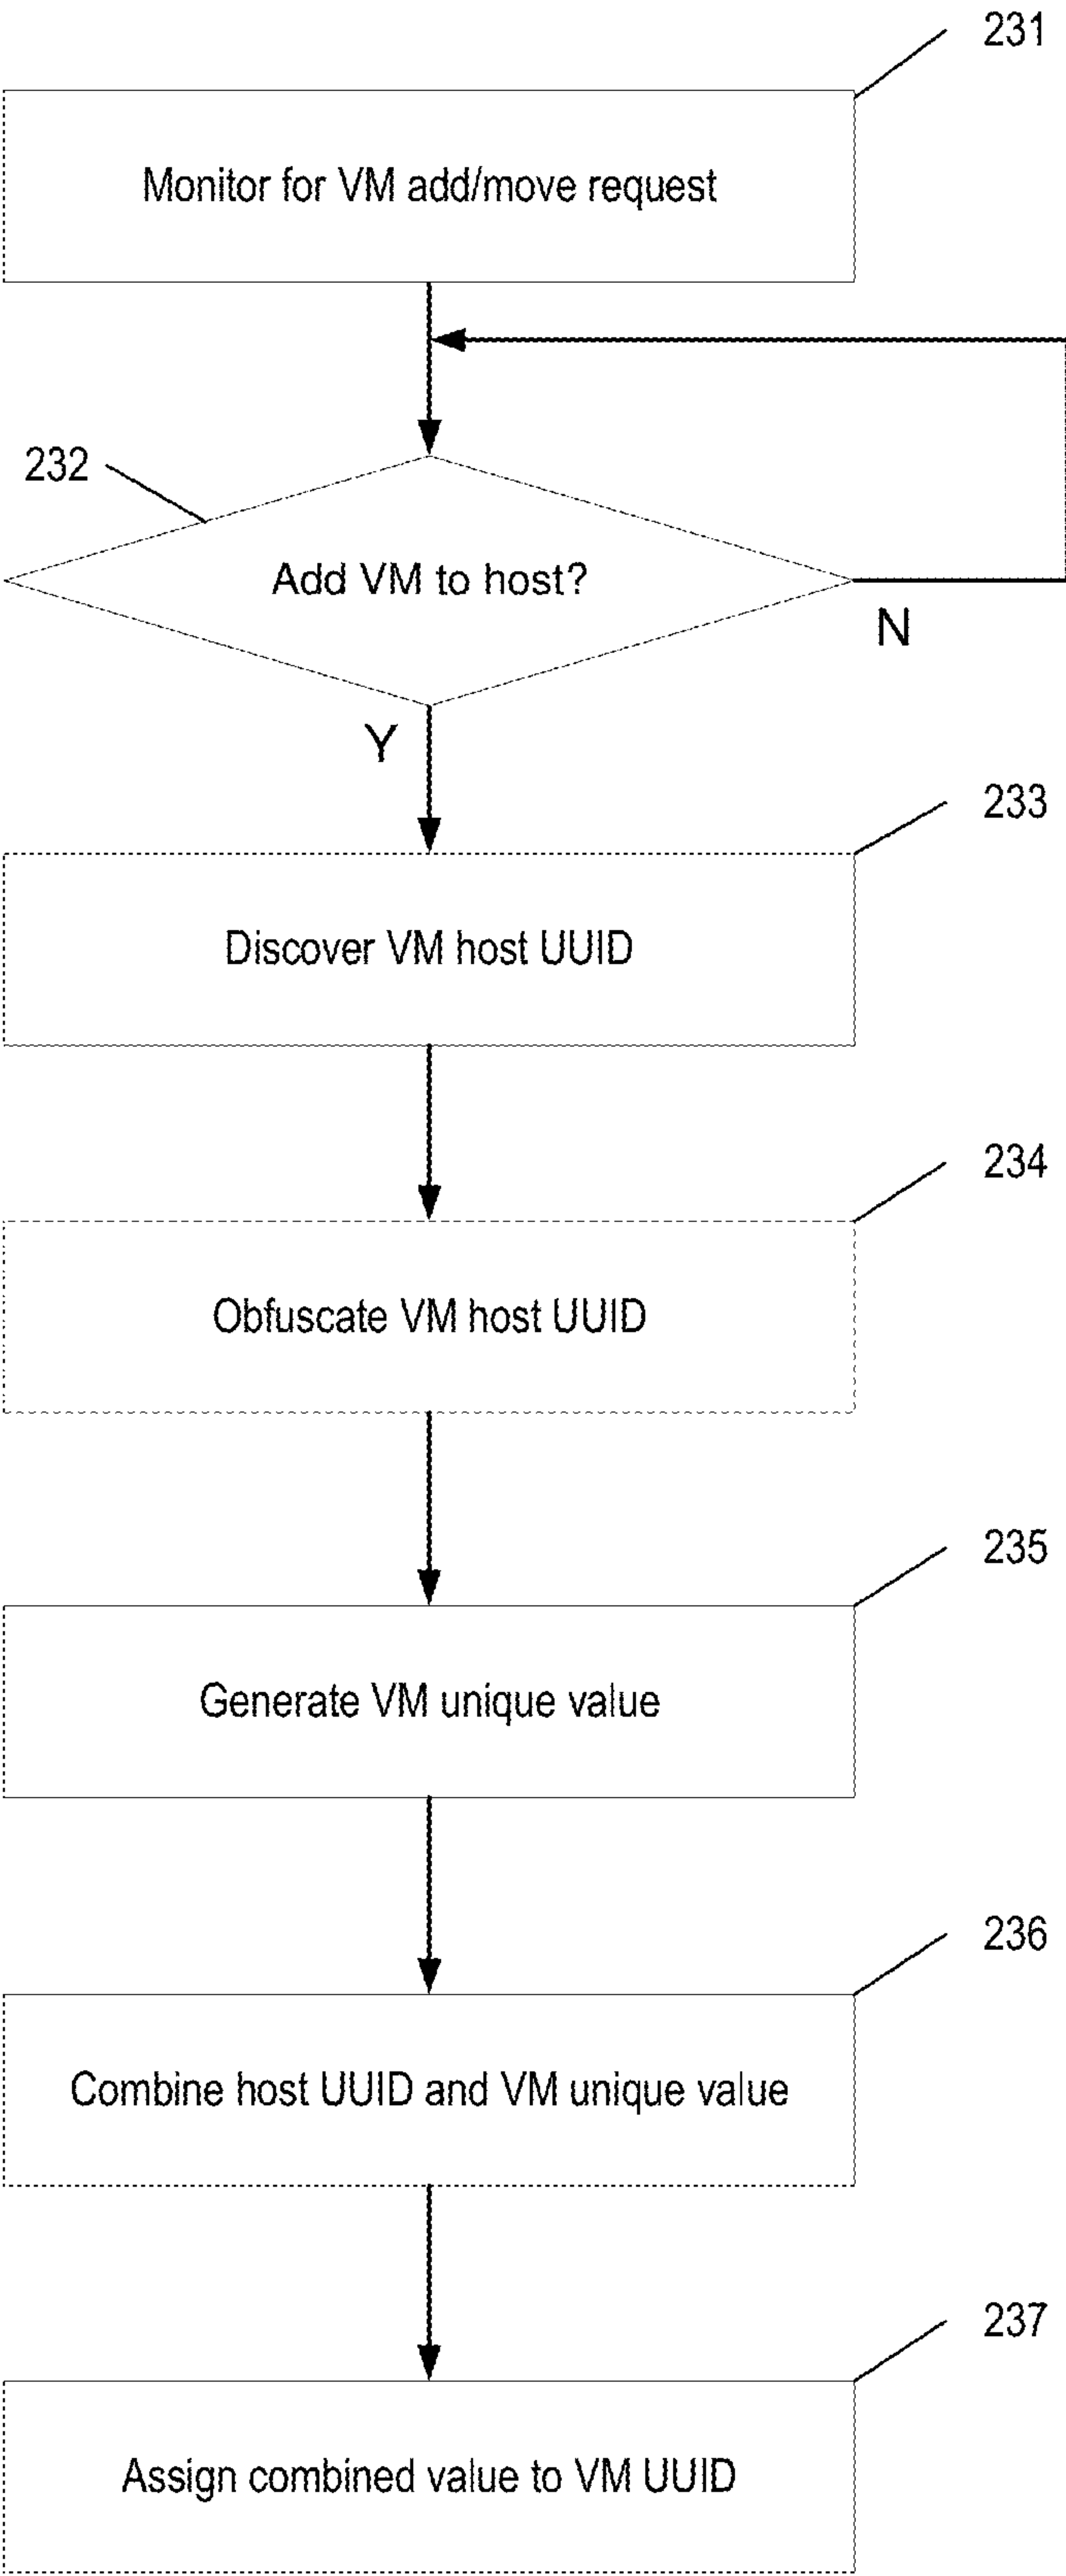 231
Monitor for VM add/move request
232
Add VM to host?
N
Y
233
Discover VM host UUID
234
Obfuscate VM host UUID
235
Generate VM unique value
236
Combine host UUID and VM unique value
237
Assign combined value to VM UUID